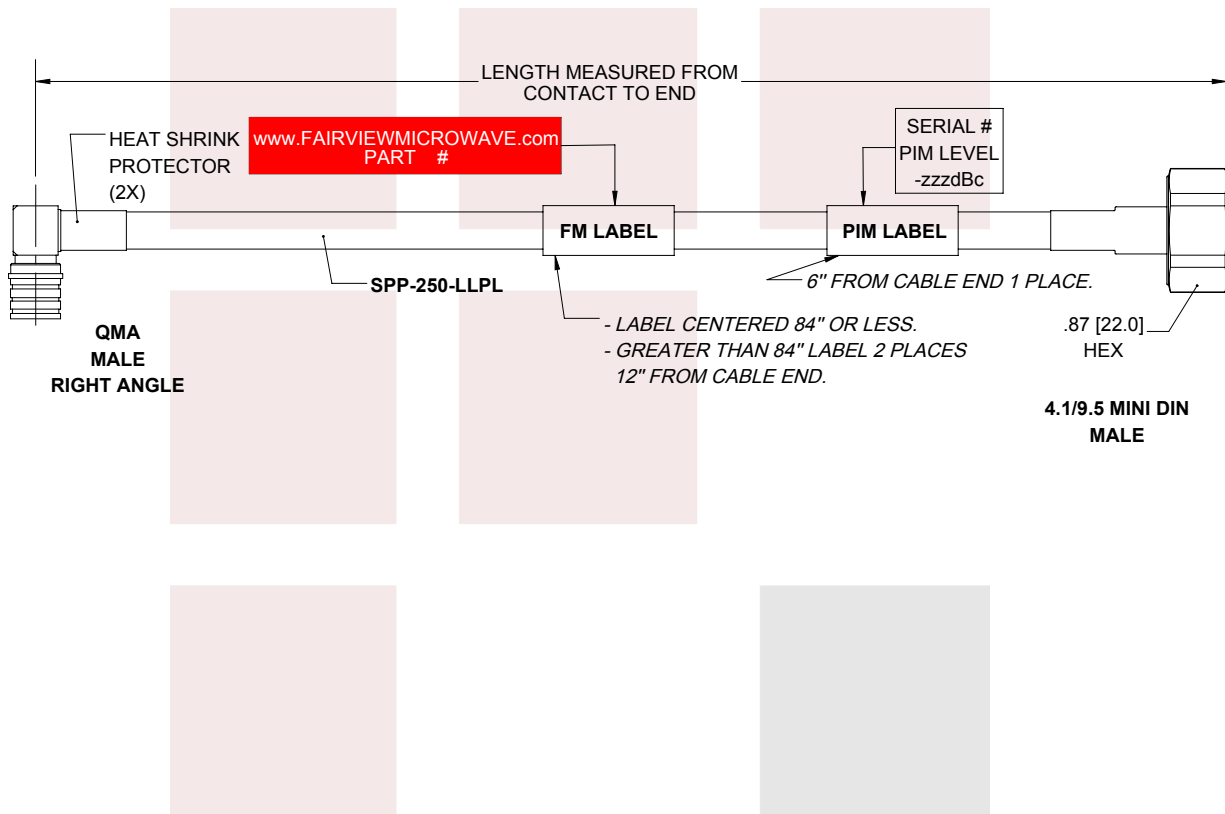 LENGTH MEASURED FROM
CONTACT TO END
HEAT SHRINK
PROTECTOR
(2X)
www.FAIRVIEWMICROWAVE.com
PART #
SERIAL #
PIM LEVEL
-zzzdBc
FM LABEL
PIM LABEL
SPP-250-LLPL
6" FROM CABLE END 1 PLACE.
- LABEL CENTERED 84" OR LESS.
- GREATER THAN 84" LABEL 2 PLACES
12" FROM CABLE END.
.87 [22.0]
HEX
QMA
MALE
RIGHT ANGLE
4.1/9.5 MINI DIN
MALE